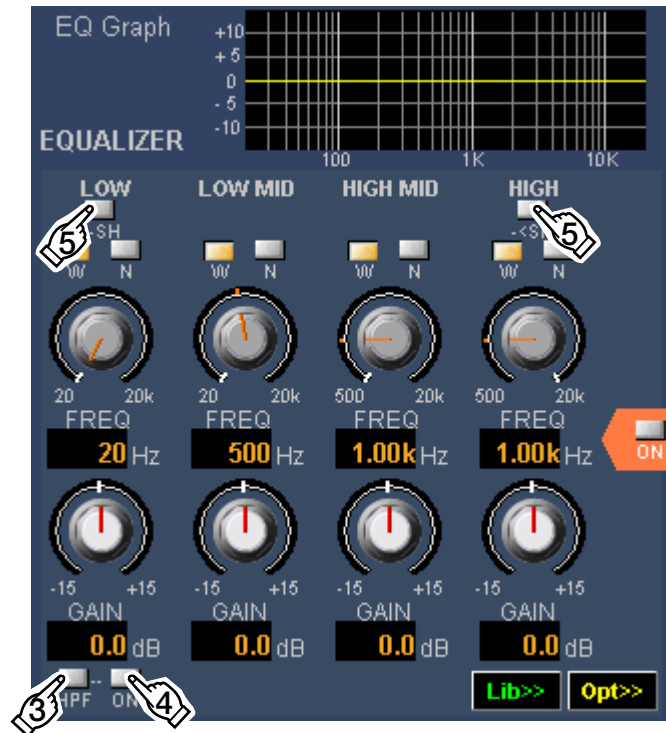 EQ Graph
+10
+ 5
0
- 5
-10
EQUALIZER
100 1K 10K
LOW LOW MID HIGH MID HIGH
5 -SH -<SH 5
W N W N W N W N
20 20k 20 20k 500 20k 500 20k
FREQ FREQ FREQ FREQ
20 Hz 500 Hz 1.00k Hz 1.00k Hz
ON
-15 +15 -15 +15 -15 +15 -15 +15
GAIN GAIN GAIN GAIN
0.0 dB 0.0 dB 0.0 dB 0.0 dB
3 HPF -- ON 4
Lib>> Opt>>